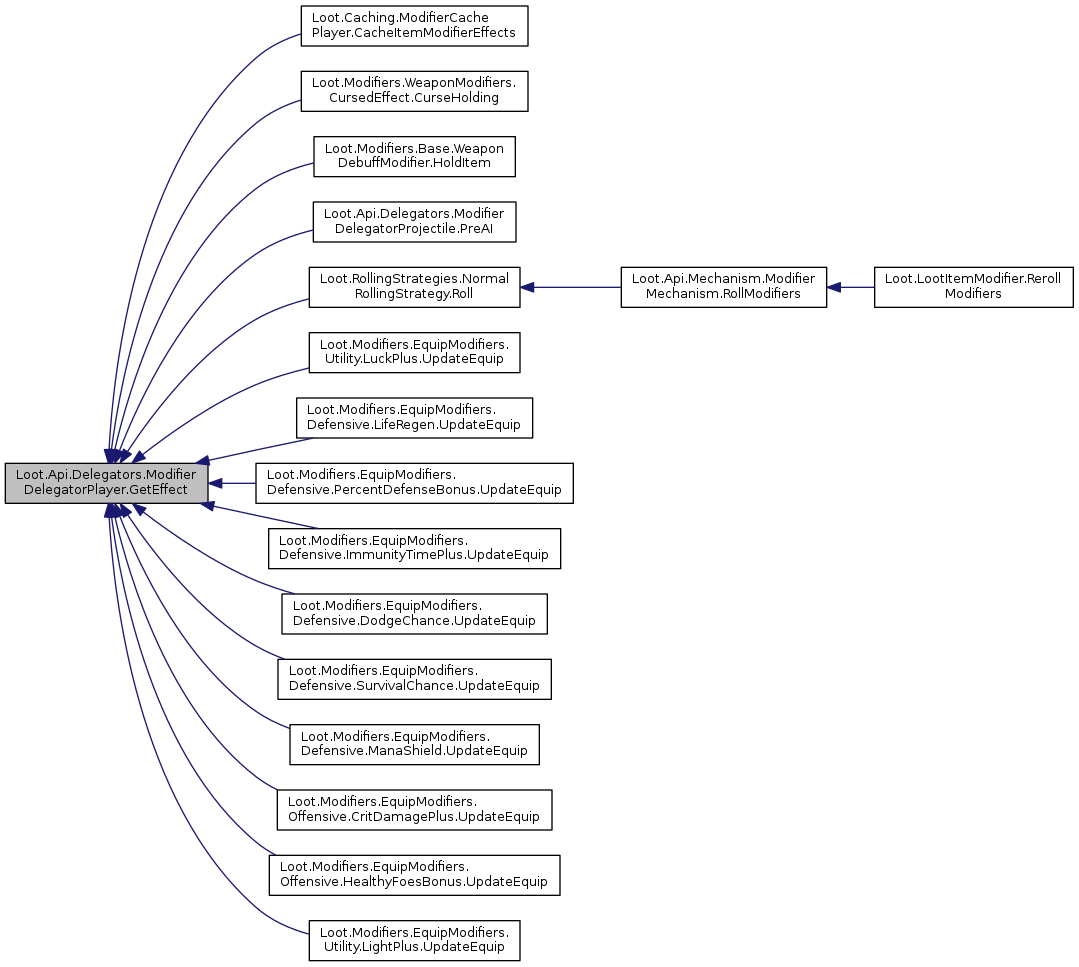 Loot.Caching.ModifierCache
Player.CacheItemModifierEffects
Loot.Modifiers.WeaponModifiers.
CursedEffect.CurseHolding
Loot.Modifiers.Base.Weapon
DebuffModifier.HoldItem
Loot.Api.Delegators.Modifier
DelegatorProjectile.PreAI
Loot.RollingStrategies.Normal
RollingStrategy.Roll
Loot.Api.Mechanism.Modifier
Mechanism.RollModifiers
Loot.LootItemModifier.Reroll
Modifiers
Loot.Modifiers.EquipModifiers.
Utility.LuckPlus.UpdateEquip
Loot.Modifiers.EquipModifiers.
Defensive.LifeRegen.UpdateEquip
Loot.Api.Delegators.Modifier
DelegatorPlayer.GetEffect
Loot.Modifiers.EquipModifiers.
Defensive.PercentDefenseBonus.UpdateEquip
Loot.Modifiers.EquipModifiers.
Defensive.ImmunityTimePlus.UpdateEquip
Loot.Modifiers.EquipModifiers.
Defensive.DodgeChance.UpdateEquip
Loot.Modifiers.EquipModifiers.
Defensive.SurvivalChance.UpdateEquip
Loot.Modifiers.EquipModifiers.
Defensive.ManaShield.UpdateEquip
Loot.Modifiers.EquipModifiers.
Offensive.CritDamagePlus.UpdateEquip
Loot.Modifiers.EquipModifiers.
Offensive.HealthyFoesBonus.UpdateEquip
Loot.Modifiers.EquipModifiers.
Utility.LightPlus.UpdateEquip